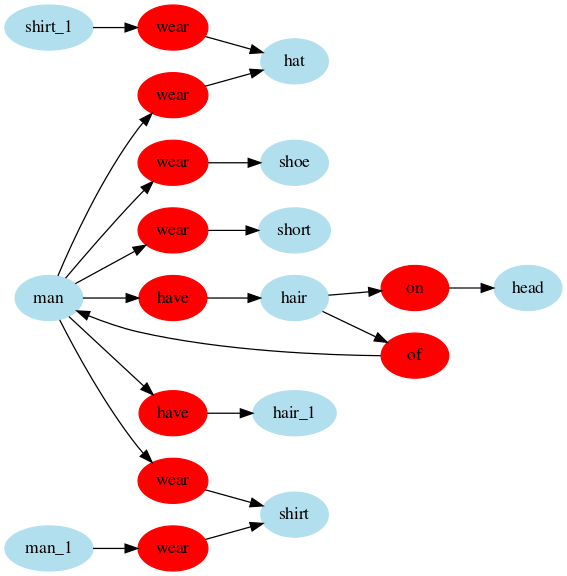 shirt_1 wear
hat
wear
wear shoe
wear short
man have hair on head
of
have hair_1
wear
shirt
man_1 wear